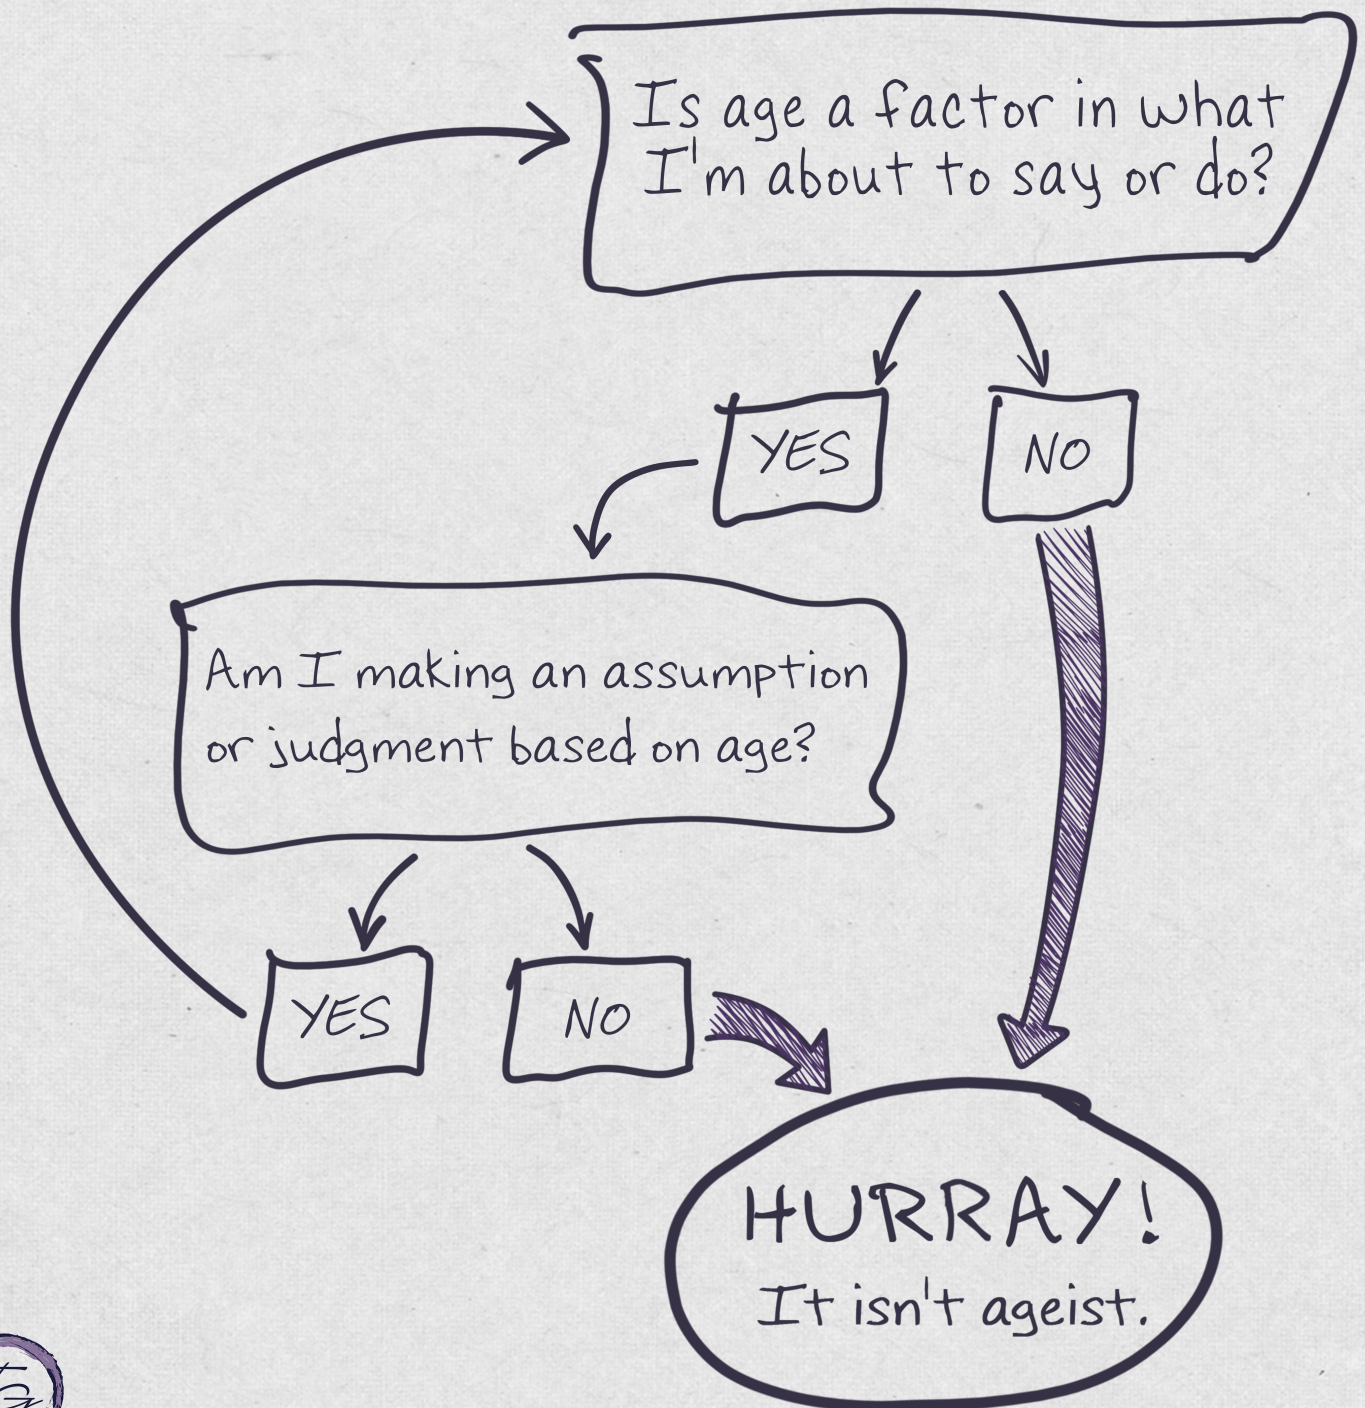 Is age a factor in what
I'm about to say or do?
YES
NO
Am I making an assumption
or judgment based on age?
YES
NO
HURRAY!
It isn't ageist.